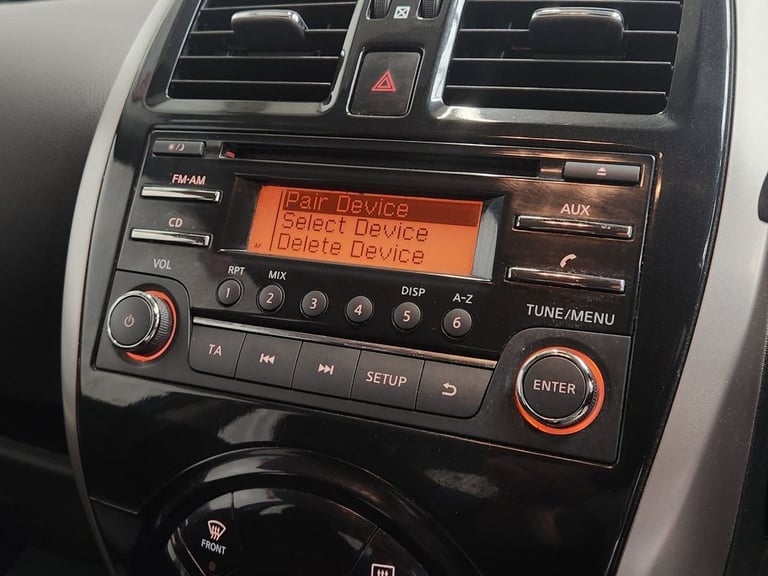 FM·AM
CD
VOL
Pair Device
Select Device
Delete Device
AF
AUX
TUNE/MENU
RPT
MIX
DISP
A-Z
1
2
3
4
5
6
TA
SETUP
ENTER
FRONT